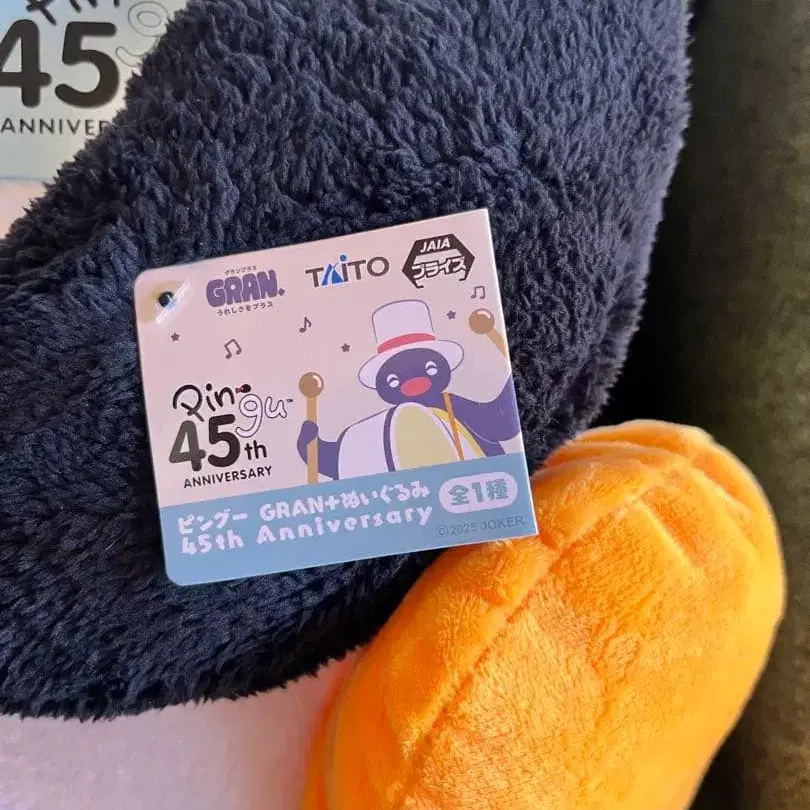 Pingu
45
ANNIVER
グランプラス
GRAN+
うれしさをプラス
TAITO
JAIA
プライズ
Pingu™
45th
ANNIVERSARY
ピングー GRAN+ぬいぐるみ
45th Anniversary
全1種
©2025 JOKER.